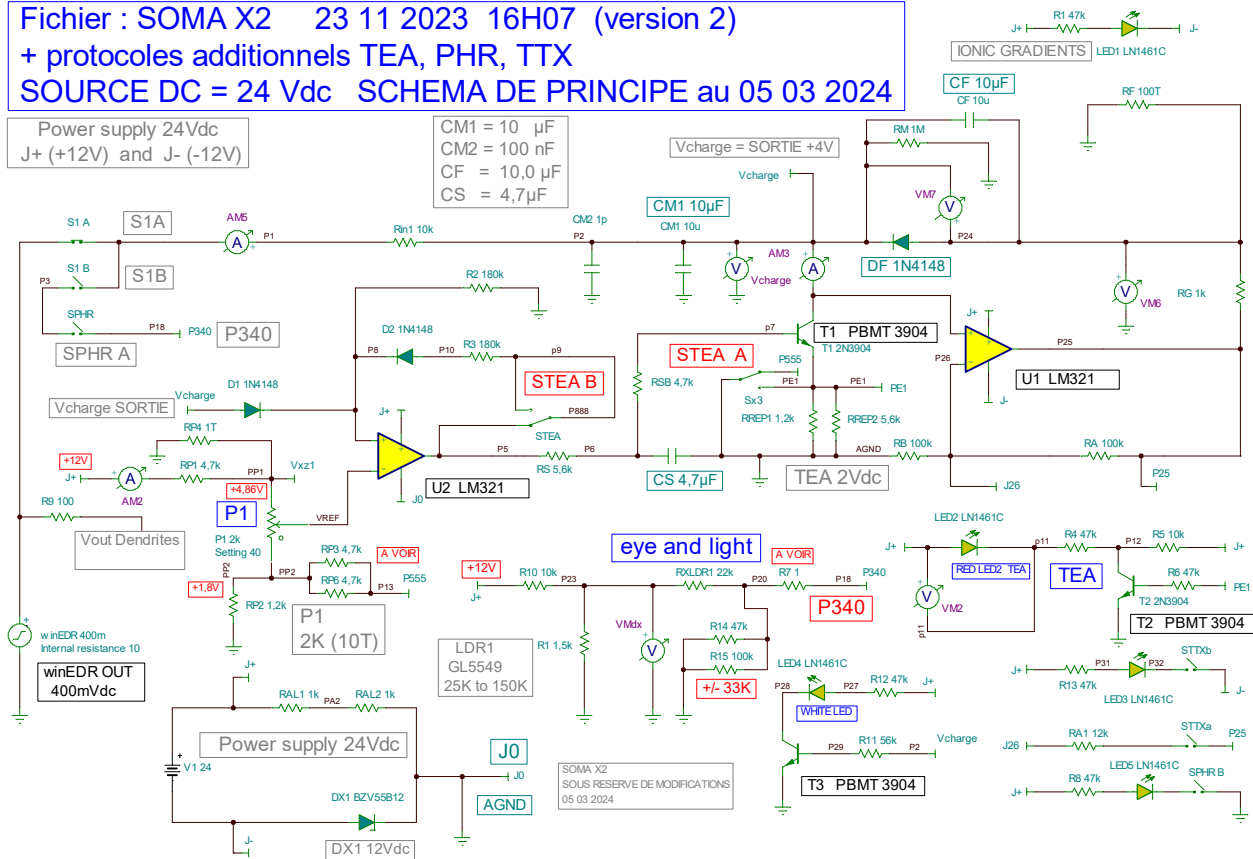 Fichier : SOMA X2 23 11 2023 16H07 (version 2)
+ protocoles additionnels TEA, PHR, TTX
SOURCE DC = 24 Vdc SCHEMA DE PRINCIPE au 05 03 2024
J+
R1 47k
J-
IONIC GRADIENTS
LED1 LN1461C
Power supply 24Vdc
J+ (+12V) and J- (-12V)
CM1 = 10 µF
CM2 = 100 nF
CF = 10,0 µF
CS = 4,7µF
Vcharge = SORTIE +4V
Vcharge
CF 10µF
CF 10u
RM 1M
RF 100T
VM7
V
P24
DF 1N4148
S1 A
S1A
AM5
A
P1
Rin1 10k
P2
CM2 1p
CM1 10µF
CM1 10u
V
Vcharge
AM3
A
V
VM6
RG 1k
S1 B
P3
S1B
SPHR
P18
P340
P340
SPHR A
R2 180k
D2 1N4148
P8
P10
R3 180k
p9
STEA B
P888
STEA
p7
STEA A
RSB 4,7k
T1 PBMT 3904
T1 2N3904
P555
Sx3
PE1
PE1
PE1
RREP1 1,2k
RREP2 5,6k
J+
P26
P25
U1 LM321
J-
D1 1N4148
Vcharge SORTIE
Vcharge
RP4 1T
+12V
J+
A
AM2
RP1 4,7k
PP1
Vxz1
+4,86V
J+
U2 LM321
J0
P5
RS 5,6k
P6
CS 4,7µF
AGND
TEA 2Vdc
RB 100k
RA 100k
J26
P25
R9 100
Vout Dendrites
P1
P1 2k
Setting 40
VREF
PP2
+1,8V
RP2 1,2k
PP2
RP3 4,7k
RP6 4,7k
A VOIR
P13
P555
P1
2K (10T)
winEDR 400m
Internal resistance 10
winEDR OUT
400mVdc
eye and light
+12V
J+
R10 10k
P23
RXLDR1 22k
P20
A VOIR
R7 1
P18
P340
P340
R1 1,5k
VMdx
V
R14 47k
R15 100k
+/- 33K
LDR1
GL5549
25K to 150K
LED2 LN1461C
J+
RED LED2 TEA
p11
R4 47k
P12
R5 10k
J+
V
VM2
p11
TEA
R6 47k
PE1
T2 2N3904
T2 PBMT 3904
LED4 LN1461C
P28
P27
R12 47k
J+
WHITE LED
P29
R11 56k
P2
Vcharge
T3 PBMT 3904
J+
R13 47k
P31
P32
LED3 LN1461C
STTXb
J-
J26
RA1 12k
STTXa
P25
J+
R8 47k
LED5 LN1461C
SPHR B
J+
RAL1 1k
PA2
RAL2 1k
Power supply 24Vdc
V1 24
J0
J0
AGND
DX1 BZV55B12
J-
DX1 12Vdc
SOMA X2
SOUS RESERVE DE MODIFICATIONS
05 03 2024